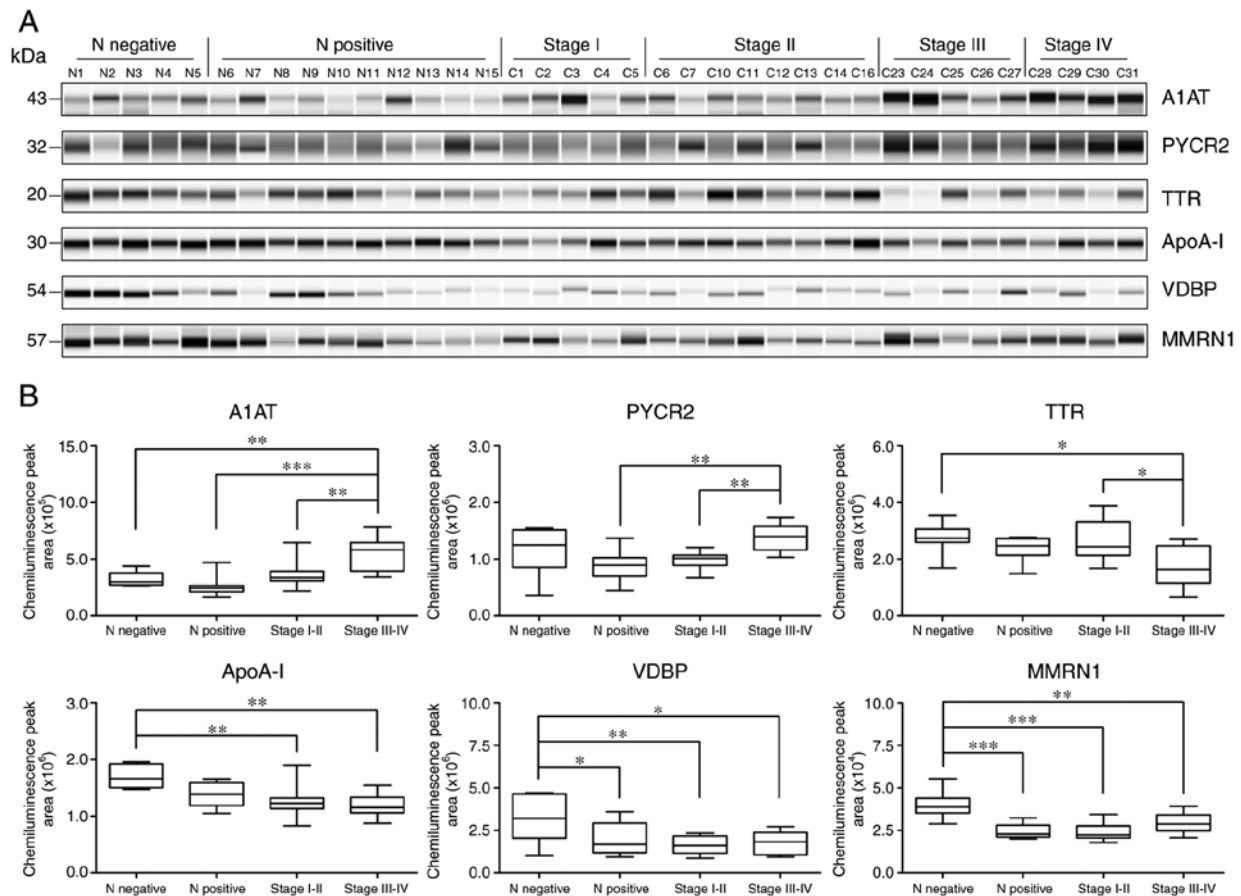 A
N negative N positive Stage I Stage II Stage III Stage IV
kDa
N1 N2 N3 N4 N5 N6 N7 N8 N9 N10 N11 N12 N13 N14 N15 C1 C2 C3 C4 C5 C6 C7 C10 C11 C12 C13 C14 C16 C23 C24 C25 C26 C27 C28 C29 C30 C31
43 A1AT
32 PYCR2
20 TTR
30 ApoA-I
54 VDBP
57 MMRN1
B
A1AT PYCR2 TTR
Chemiluminescence peak
area (x10⁵)
15.0
10.0
5.0
0.0
** 
***
**
N negative N positive Stage I-II Stage III-IV
Chemiluminescence peak
area (x10⁶)
3.0
2.0
1.0
0.0
**
**
N negative N positive Stage I-II Stage III-IV
Chemiluminescence peak
area (x10⁶)
6.0
4.0
2.0
0.0
*
*
N negative N positive Stage I-II Stage III-IV
ApoA-I VDBP MMRN1
Chemiluminescence peak
area (x10⁶)
3.0
2.0
1.0
0.0
**
**
N negative N positive Stage I-II Stage III-IV
Chemiluminescence peak
area (x10⁶)
10.0
7.5
5.0
2.5
0.0
*
**
*
N negative N positive Stage I-II Stage III-IV
Chemiluminescence peak
area (x10⁴)
10.0
7.5
5.0
2.5
0.0
**
***
***
N negative N positive Stage I-II Stage III-IV